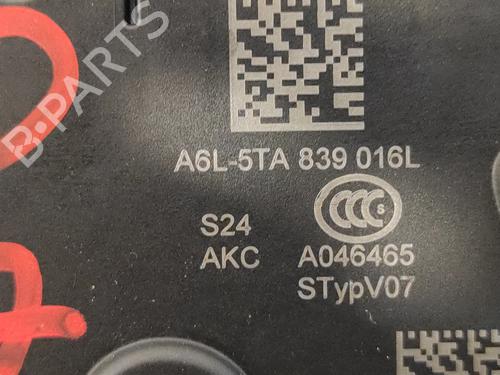 B-PARTS
A6L-5TA 839 016L
S24
CCC S
AKC A046465
STypV07